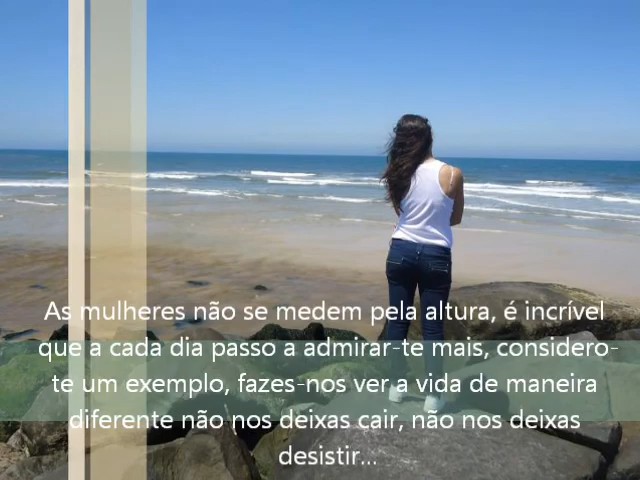 As mulheres não se medem pela altura, é incrível
que a cada dia passo a admirar-te mais, considero-
te um exemplo, fazes-nos ver a vida de maneira
diferente não nos deixas cair, não nos deixas
desistir...